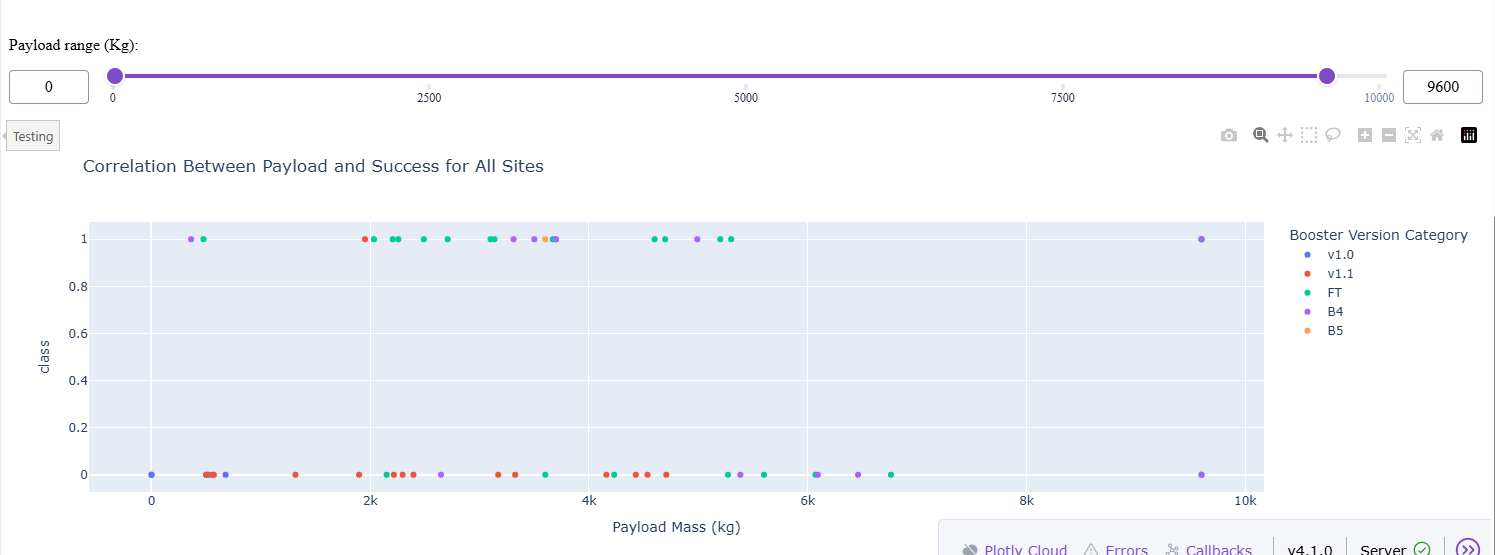 Payload range (Kg):
0
0 2500 5000 7500 10000
9600
Testing
Correlation Between Payload and Success for All Sites
1
0.8
0.6
0.4
0.2
0
class
0 2k 4k 6k 8k 10k
Payload Mass (kg)
Booster Version Category
v1.0
v1.1
FT
B4
B5
Plotly Cloud Errors Callbacks v4.1.0 Server